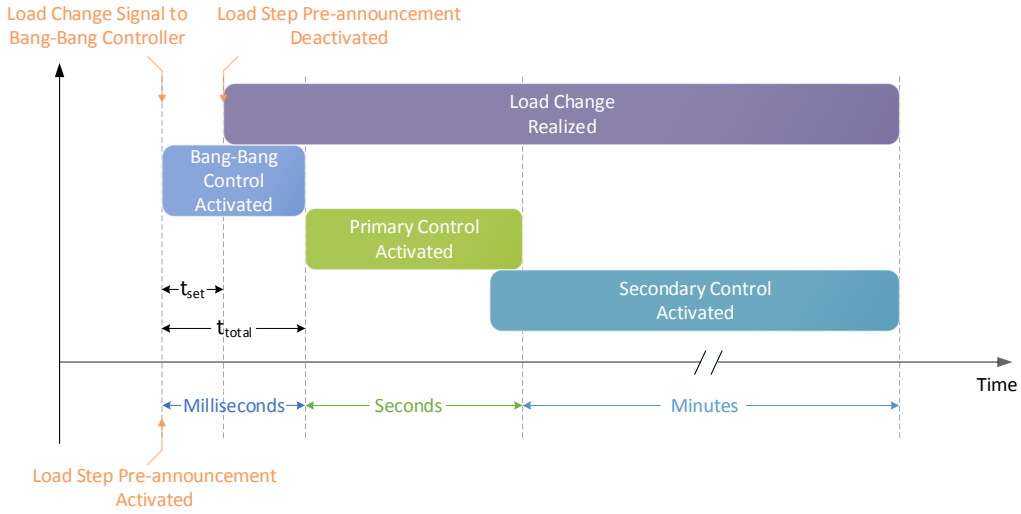 Load Change Signal to
Bang-Bang Controller
Load Step Pre-announcement
Deactivated
Load Change
Realized
Bang-Bang
Control
Activated
Primary Control
Activated
Secondary Control
Activated
tset
ttotal
Time
Milliseconds
Seconds
Minutes
Load Step Pre-announcement
Activated